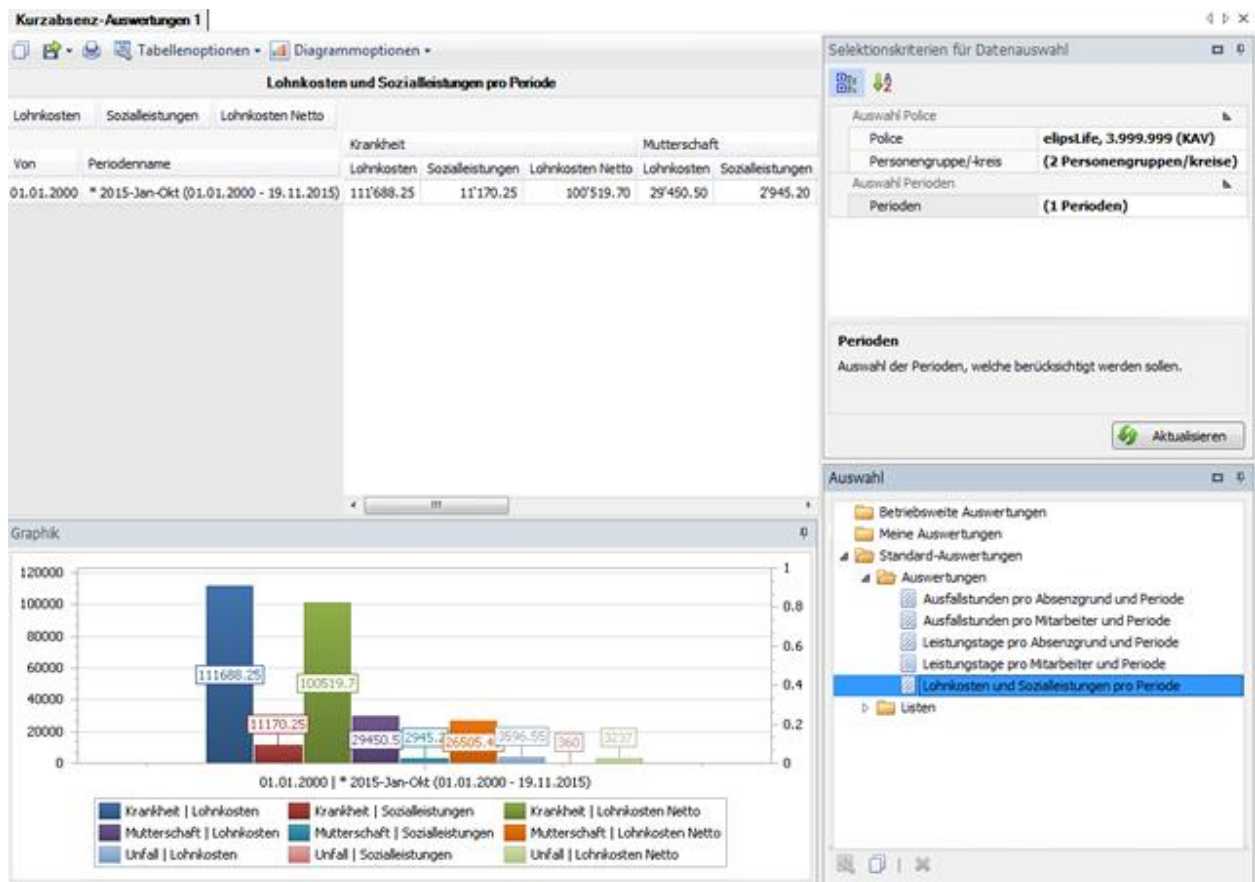 Kurzabsenz-Auswertungen 1
Tabellenoptionen
Diagrammoptionen
Lohnkosten und Sozialleistungen pro Periode
Lohnkosten Sozialleistungen Lohnkosten Netto
Krankheit Mutterschaft
Von Periodenname Lohnkosten Sozialleistungen Lohnkosten Netto Lohnkosten Sozialleistungen
01.01.2000 * 2015-Jan-Okt (01.01.2000 - 19.11.2015) 111'688.25 11'170.25 100'519.70 29'450.50 2'945.20
Selektionskriterien für Datenauswahl
Auswahl Police
Police elipsLife, 3.999.999 (KAV)
Personengruppe/-kreis (2 Personengruppen/kreise)
Auswahl Perioden
Perioden (1 Perioden)
Perioden
Auswahl der Perioden, welche berücksichtigt werden sollen.
Aktualisieren
Auswahl
Betriebsweite Auswertungen
Meine Auswertungen
Standard-Auswertungen
Auswertungen
Ausfallstunden pro Absenzgrund und Periode
Ausfallstunden pro Mitarbeiter und Periode
Leistungstage pro Absenzgrund und Periode
Leistungstage pro Mitarbeiter und Periode
Lohnkosten und Sozialleistungen pro Periode
Listen
Graphik
120000
100000
80000
60000
40000
20000
0
1
0.8
0.6
0.4
0.2
0
111688.25
11170.25
100519.7
29450.5
2945.2
26505.4
3596.55
360
3237
01.01.2000 | * 2015-Jan-Okt (01.01.2000 - 19.11.2015)
Krankheit | Lohnkosten Krankheit | Sozialleistungen Krankheit | Lohnkosten Netto
Mutterschaft | Lohnkosten Mutterschaft | Sozialleistungen Mutterschaft | Lohnkosten Netto
Unfall | Lohnkosten Unfall | Sozialleistungen Unfall | Lohnkosten Netto